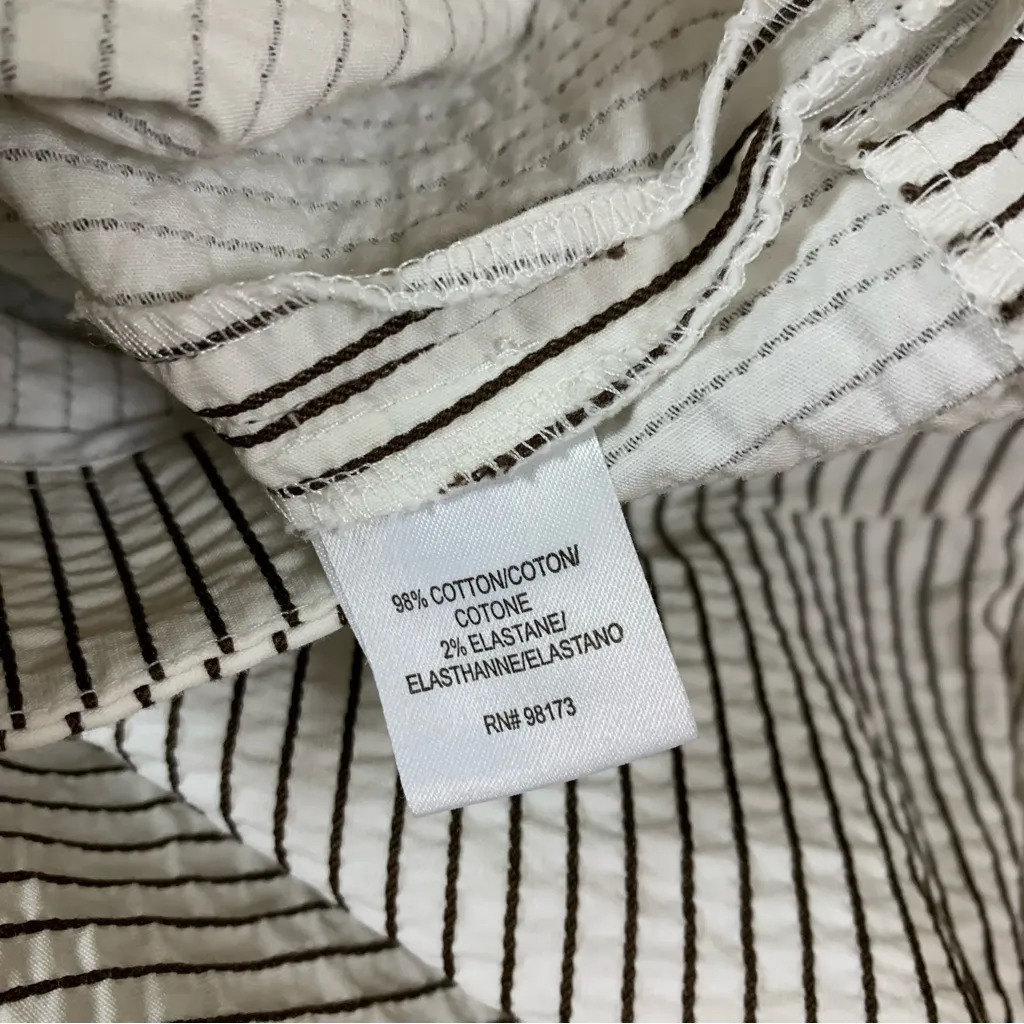 98% COTTON/COTON/
COTONE
2% ELASTANE/
ELASTHANNE/ELASTANO
RN# 98173